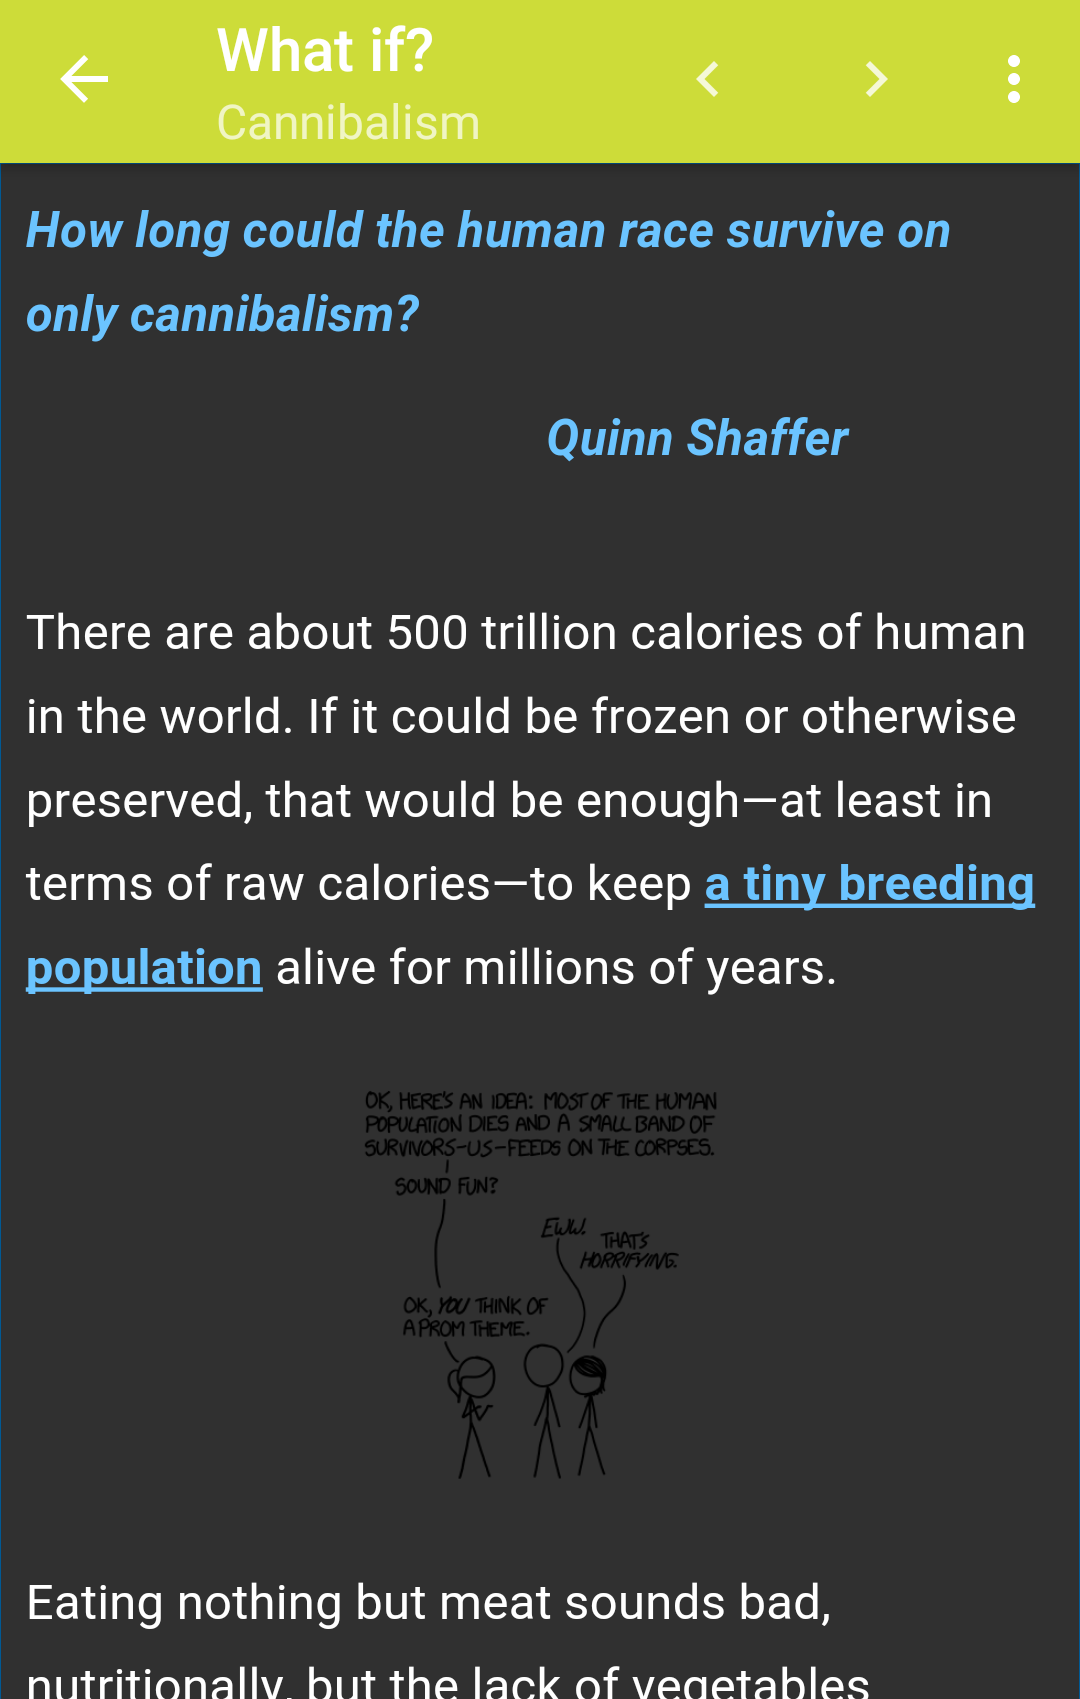 What if?
Cannibalism
How long could the human race survive on
only cannibalism?
Quinn Shaffer
There are about 500 trillion calories of human
in the world. If it could be frozen or otherwise
preserved, that would be enough—at least in
terms of raw calories—to keep a tiny breeding
population alive for millions of years.
OK, HERE'S AN IDEA: MOST OF THE HUMAN
POPULATION DIES AND A SMALL BAND OF
SURVIVORS–US–FEEDS ON THE CORPSES.
SOUND FUN?
EWW!
THAT'S
HORRIFYING.
OK, YOU THINK OF
A PROM THEME.
Eating nothing but meat sounds bad,
nutritionally, but the lack of vegetables